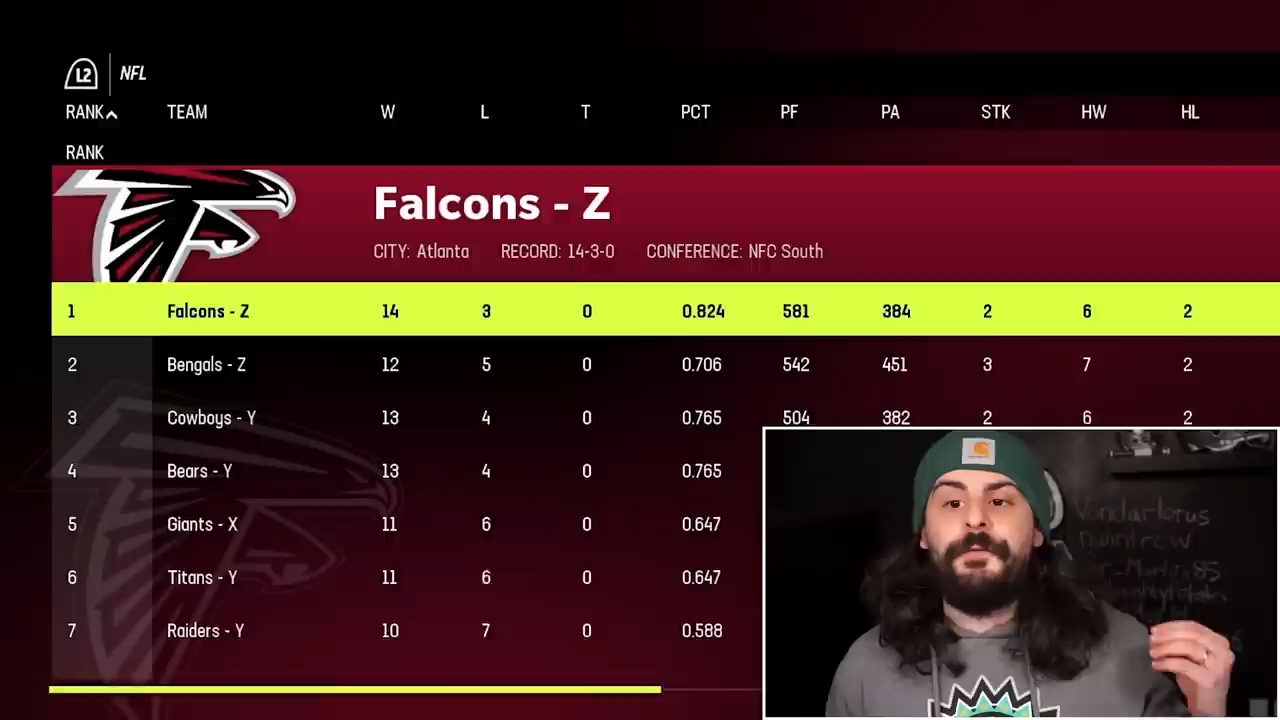 L2 NFL
RANK TEAM W L T PCT PF PA STK HW HL
RANK
Falcons - Z
CITY: Atlanta RECORD: 14-3-0 CONFERENCE: NFC South
1 Falcons - Z 14 3 0 0.824 581 384 2 6 2
2 Bengals - Z 12 5 0 0.706 542 451 3 7 2
3 Cowboys - Y 13 4 0 0.765 504 382 2 6 2
4 Bears - Y 13 4 0 0.765
5 Giants - X 11 6 0 0.647
6 Titans - Y 11 6 0 0.647
7 Raiders - Y 10 7 0 0.588